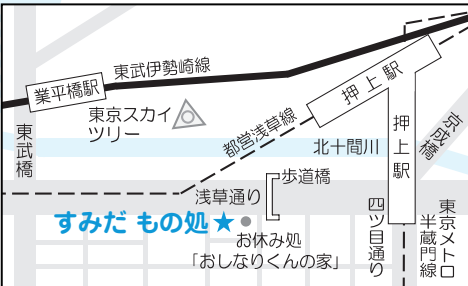 東武伊勢崎線
業平橋駅
押上駅
東京スカイ
ツリー
都営浅草線
押上駅
京成橋
東武橋
北十間川
歩道橋
浅草通り
すみだ もの処★
お休み処
「おしなりくんの家」
四ツ目通り
東京メトロ
半蔵門線